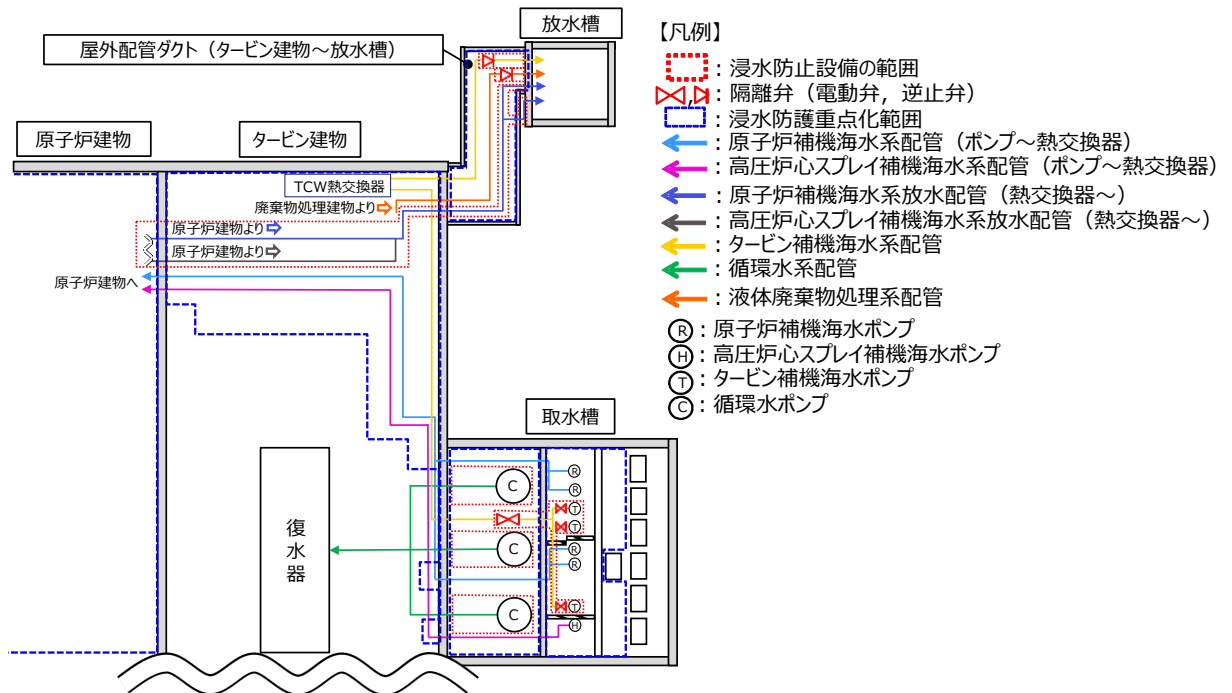 放水槽
屋外配管ダクト（タービン建物～放水槽）
原子炉建物
タービン建物
TCW熱交換器
廃棄物処理建物より
原子炉建物より
原子炉建物より
原子炉建物へ
取水槽
復水器
C
C
C
R
R
T
T
R
R
T
H
【凡例】
：浸水防止設備の範囲
，：隔離弁（電動弁，逆止弁）
：浸水防護重点化範囲
：原子炉補機海水系配管（ポンプ～熱交換器）
：高圧炉心スプレイ補機海水系配管（ポンプ～熱交換器）
：原子炉補機海水系放水配管（熱交換器～）
：高圧炉心スプレイ補機海水系放水配管（熱交換器～）
：タービン補機海水系配管
：循環水系配管
：液体廃棄物処理系配管
R：原子炉補機海水ポンプ
H：高圧炉心スプレイ補機海水ポンプ
T：タービン補機海水ポンプ
C：循環水ポンプ